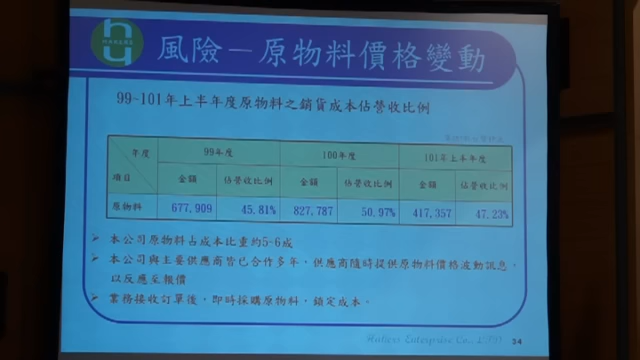 風險－原物料價格變動
99~101年上半年度原物料之銷貨成本佔營收比例
年度 99年度 100年度 101年上半年度
項目 金額 佔營收比例 金額 佔營收比例 金額 佔營收比例
原物料 677,909 45.81% 827,787 50.97% 417,357 47.23%
本公司原物料占成本比重約5-6成
本公司與主要供應商皆已合作多年，供應商隨時提供原物料價格波動訊息，
以反應至報價
業務接收訂單後，即時採購原物料，鎖定成本。
Enterprise Co., LTD
34